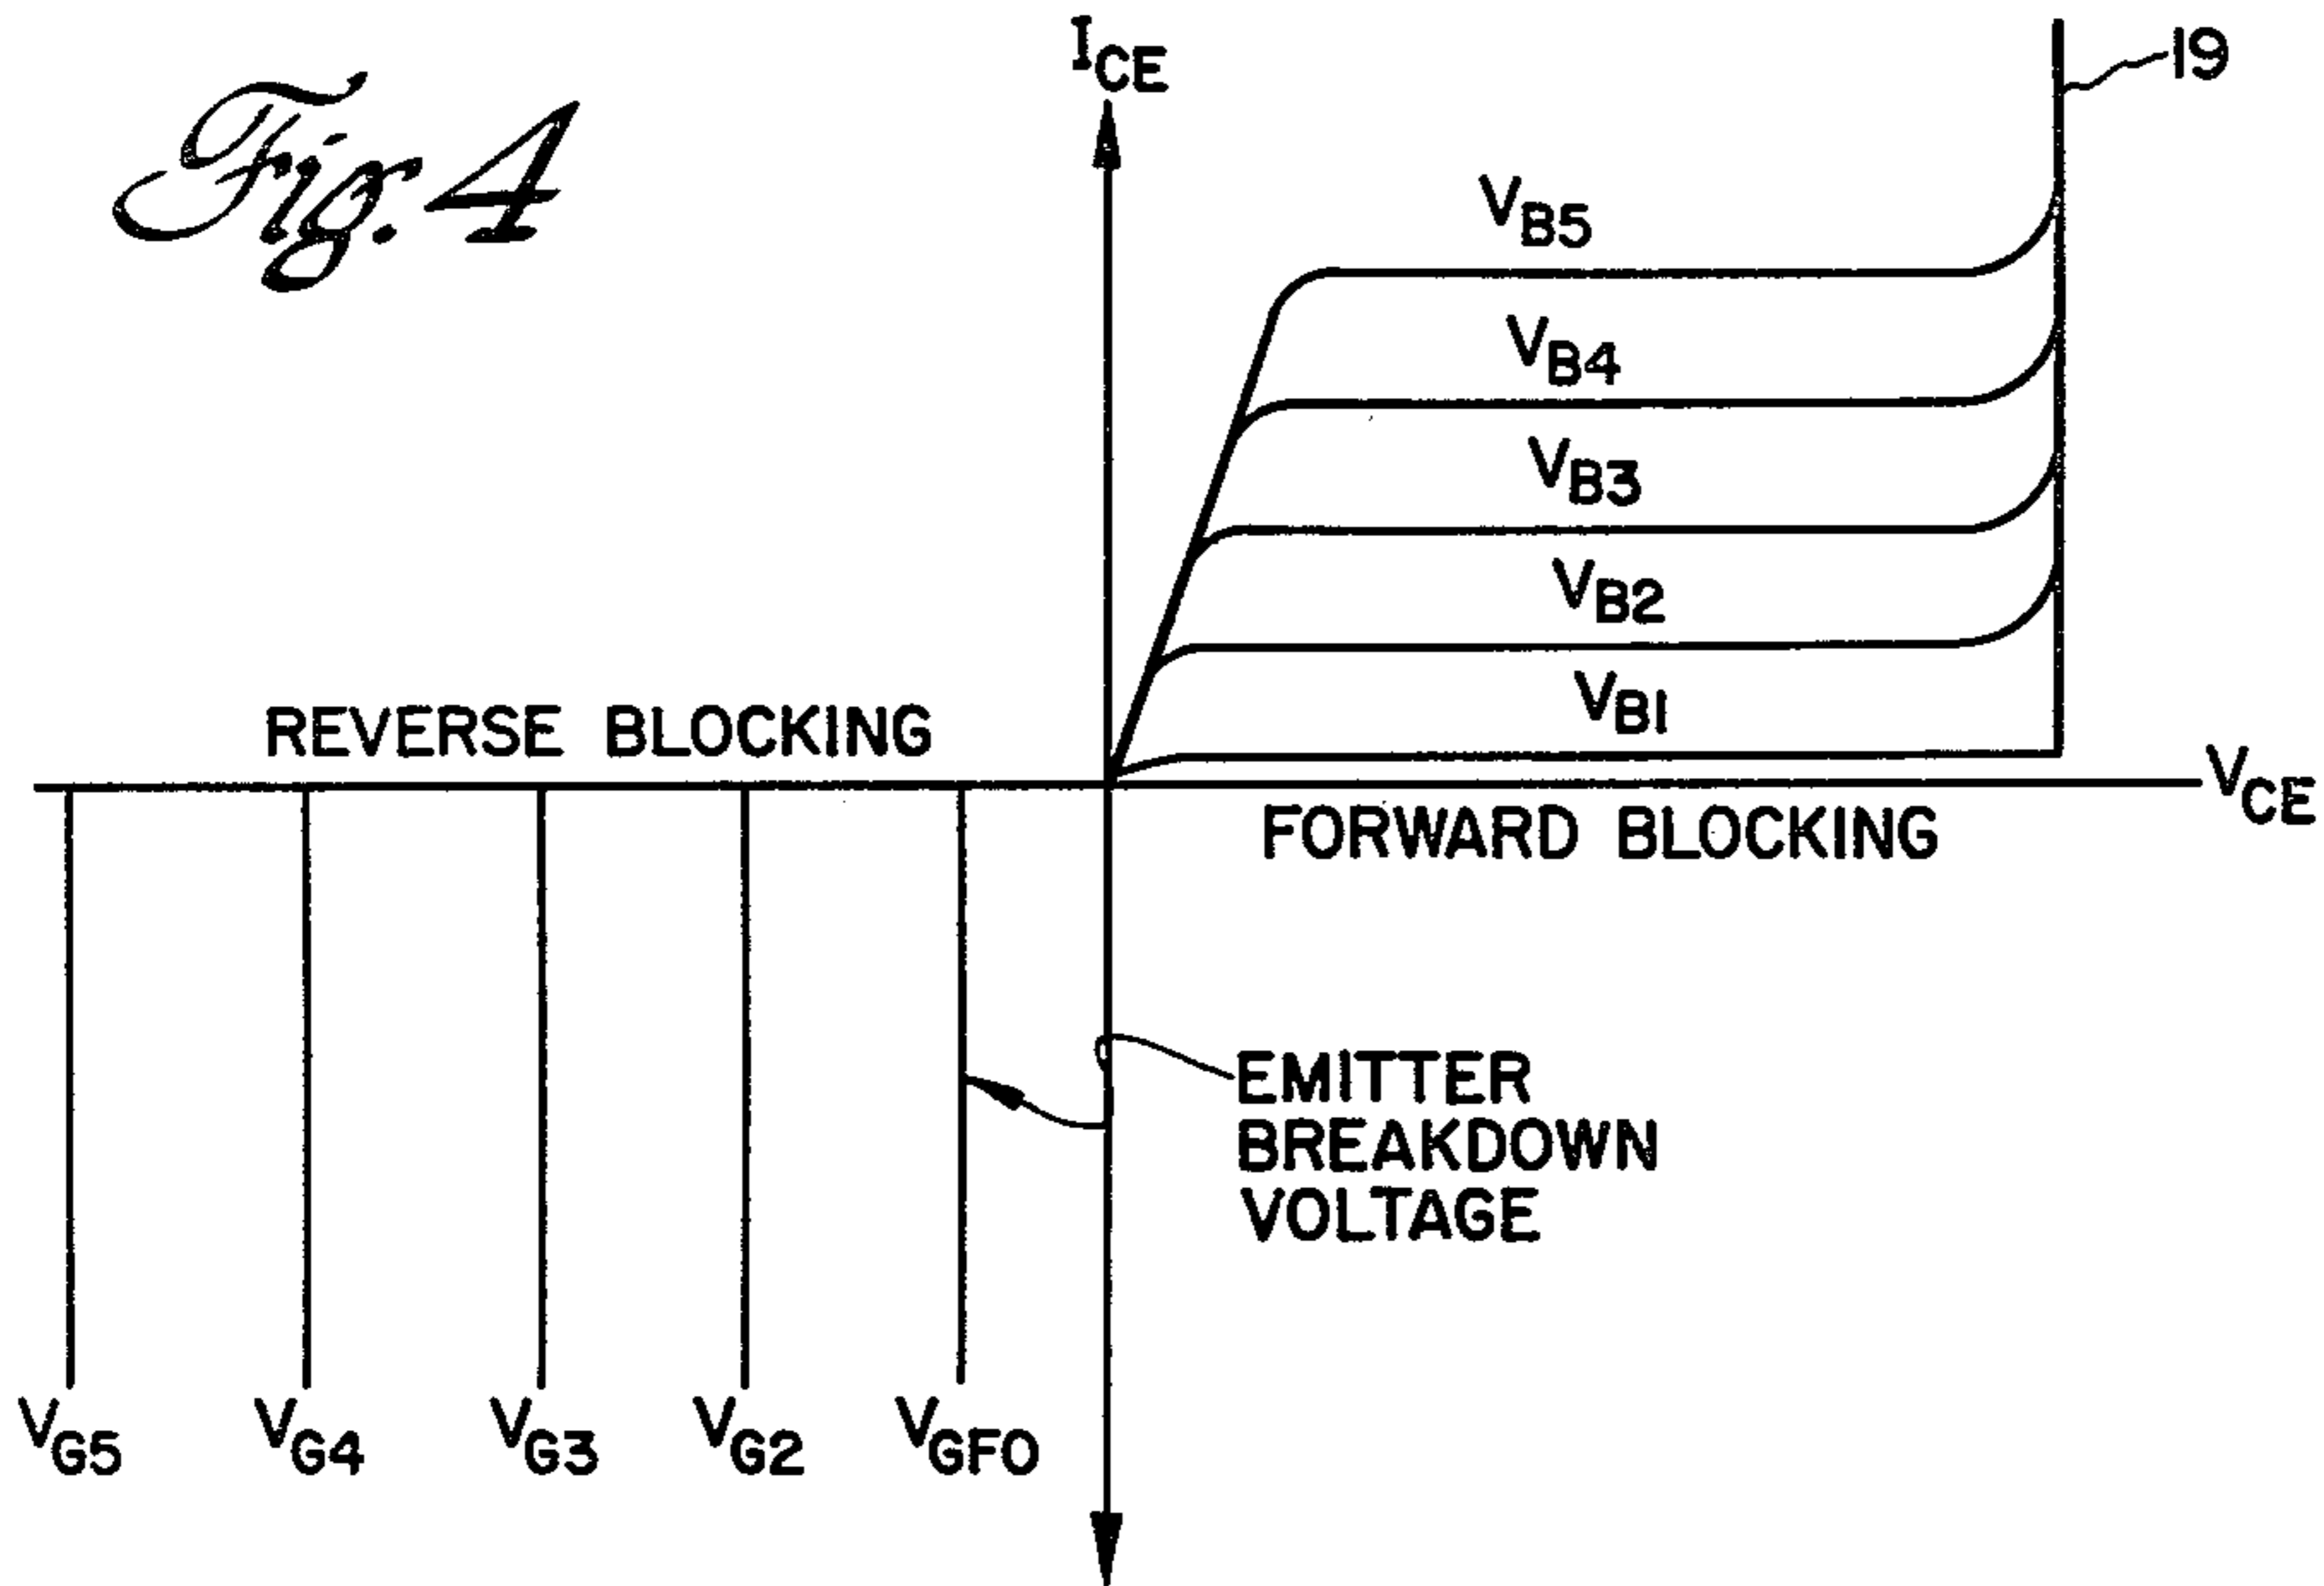 Fig. 4
ICE
19
VB5
VB4
VB3
VB2
VB1
REVERSE BLOCKING
VCE
FORWARD BLOCKING
EMITTER
BREAKDOWN
VOLTAGE
VG5
VG4
VG3
VG2
VGFO